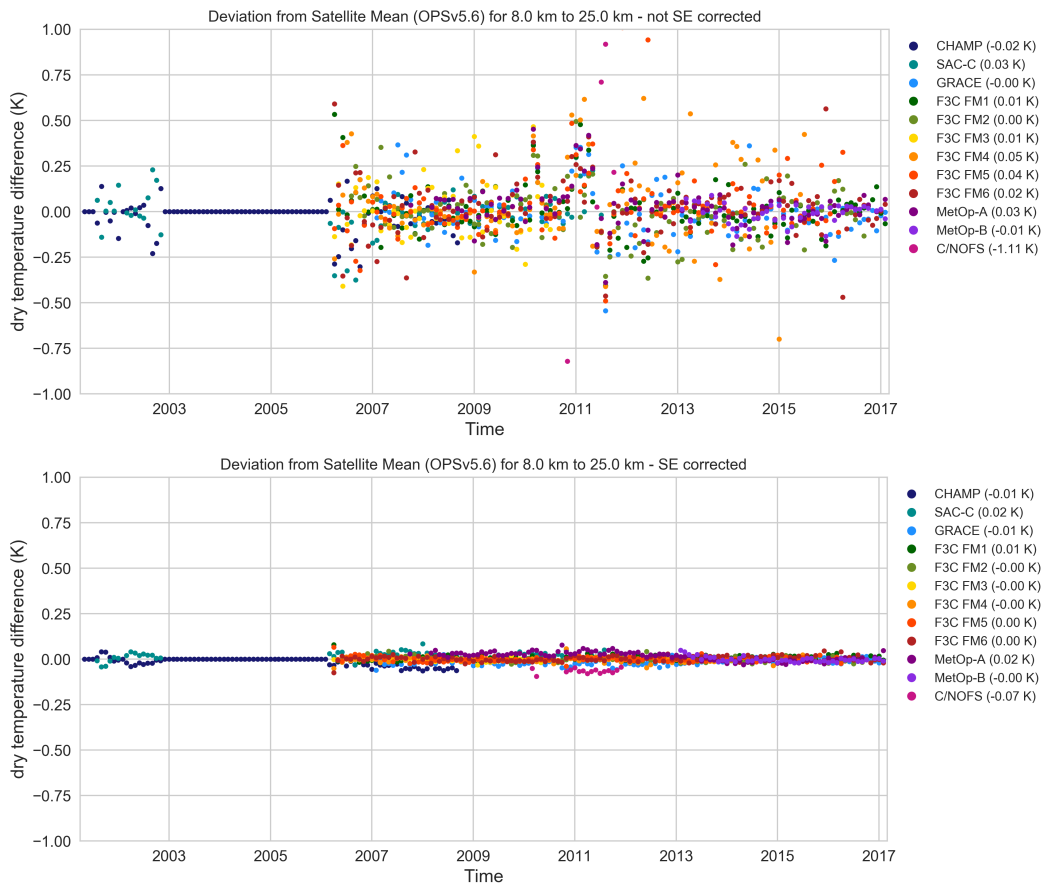 Deviation from Satellite Mean (OPSv5.6) for 8.0 km to 25.0 km - not SE corrected
1.00
0.75
0.50
0.25
0.00
−0.25
−0.50
−0.75
−1.00
dry temperature difference (K)
2003 2005 2007 2009 2011 2013 2015 2017
Time
CHAMP (-0.02 K)
SAC-C (0.03 K)
GRACE (-0.00 K)
F3C FM1 (0.01 K)
F3C FM2 (0.00 K)
F3C FM3 (0.01 K)
F3C FM4 (0.05 K)
F3C FM5 (0.04 K)
F3C FM6 (0.02 K)
MetOp-A (0.03 K)
MetOp-B (-0.01 K)
C/NOFS (-1.11 K)
Deviation from Satellite Mean (OPSv5.6) for 8.0 km to 25.0 km - SE corrected
1.00
0.75
0.50
0.25
0.00
−0.25
−0.50
−0.75
−1.00
dry temperature difference (K)
2003 2005 2007 2009 2011 2013 2015 2017
Time
CHAMP (-0.01 K)
SAC-C (0.02 K)
GRACE (-0.01 K)
F3C FM1 (0.01 K)
F3C FM2 (-0.00 K)
F3C FM3 (-0.00 K)
F3C FM4 (-0.00 K)
F3C FM5 (0.00 K)
F3C FM6 (0.00 K)
MetOp-A (0.02 K)
MetOp-B (-0.00 K)
C/NOFS (-0.07 K)